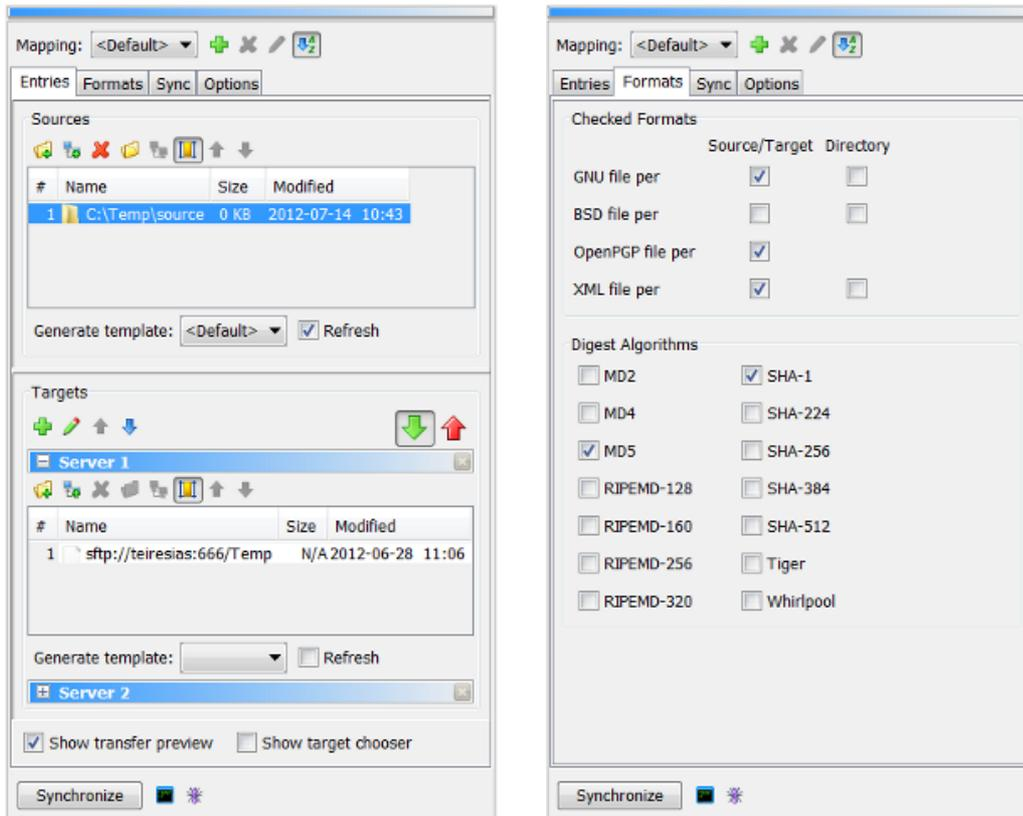 Mapping: <Default>
Entries Formats Sync Options
Sources
# Name Size Modified
1 C:\Temp\source 0 KB 2012-07-14 10:43
Generate template: <Default> Refresh
Targets
Server 1
# Name Size Modified
1 sftp://teiresias:666/Temp N/A 2012-06-28 11:06
Generate template: Refresh
Server 2
Show transfer preview Show target chooser
Synchronize
Mapping: <Default>
Entries Formats Sync Options
Checked Formats
Source/Target Directory
GNU file per
BSD file per
OpenPGP file per
XML file per
Digest Algorithms
MD2 SHA-1
MD4 SHA-224
MD5 SHA-256
RIPEMD-128 SHA-384
RIPEMD-160 SHA-512
RIPEMD-256 Tiger
RIPEMD-320 Whirlpool
Synchronize